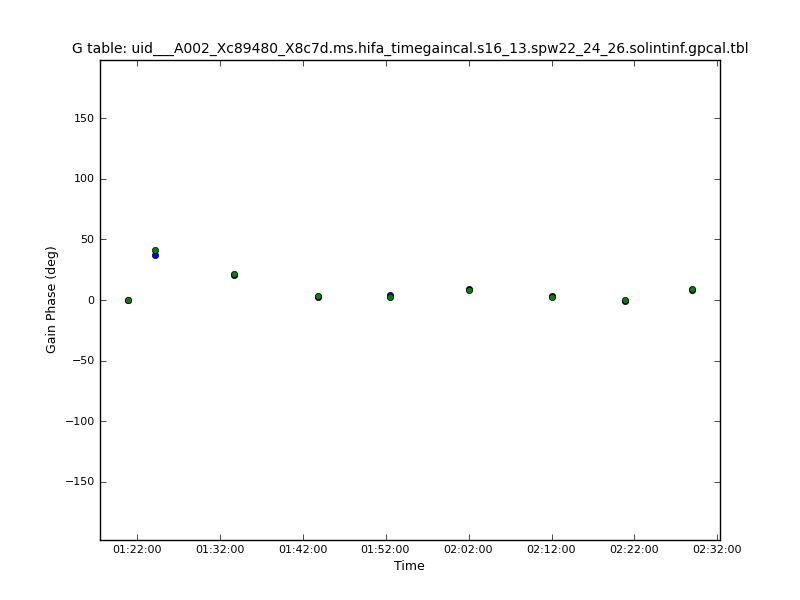 G table: uid___A002_Xc89480_X8c7d.ms.hifa_timegaincal.s16_13.spw22_24_26.solintinf.gpcal.tbl
150
100
50
0
−50
−100
−150
Gain Phase (deg)
01:22:00 01:32:00 01:42:00 01:52:00 02:02:00 02:12:00 02:22:00 02:32:00
Time